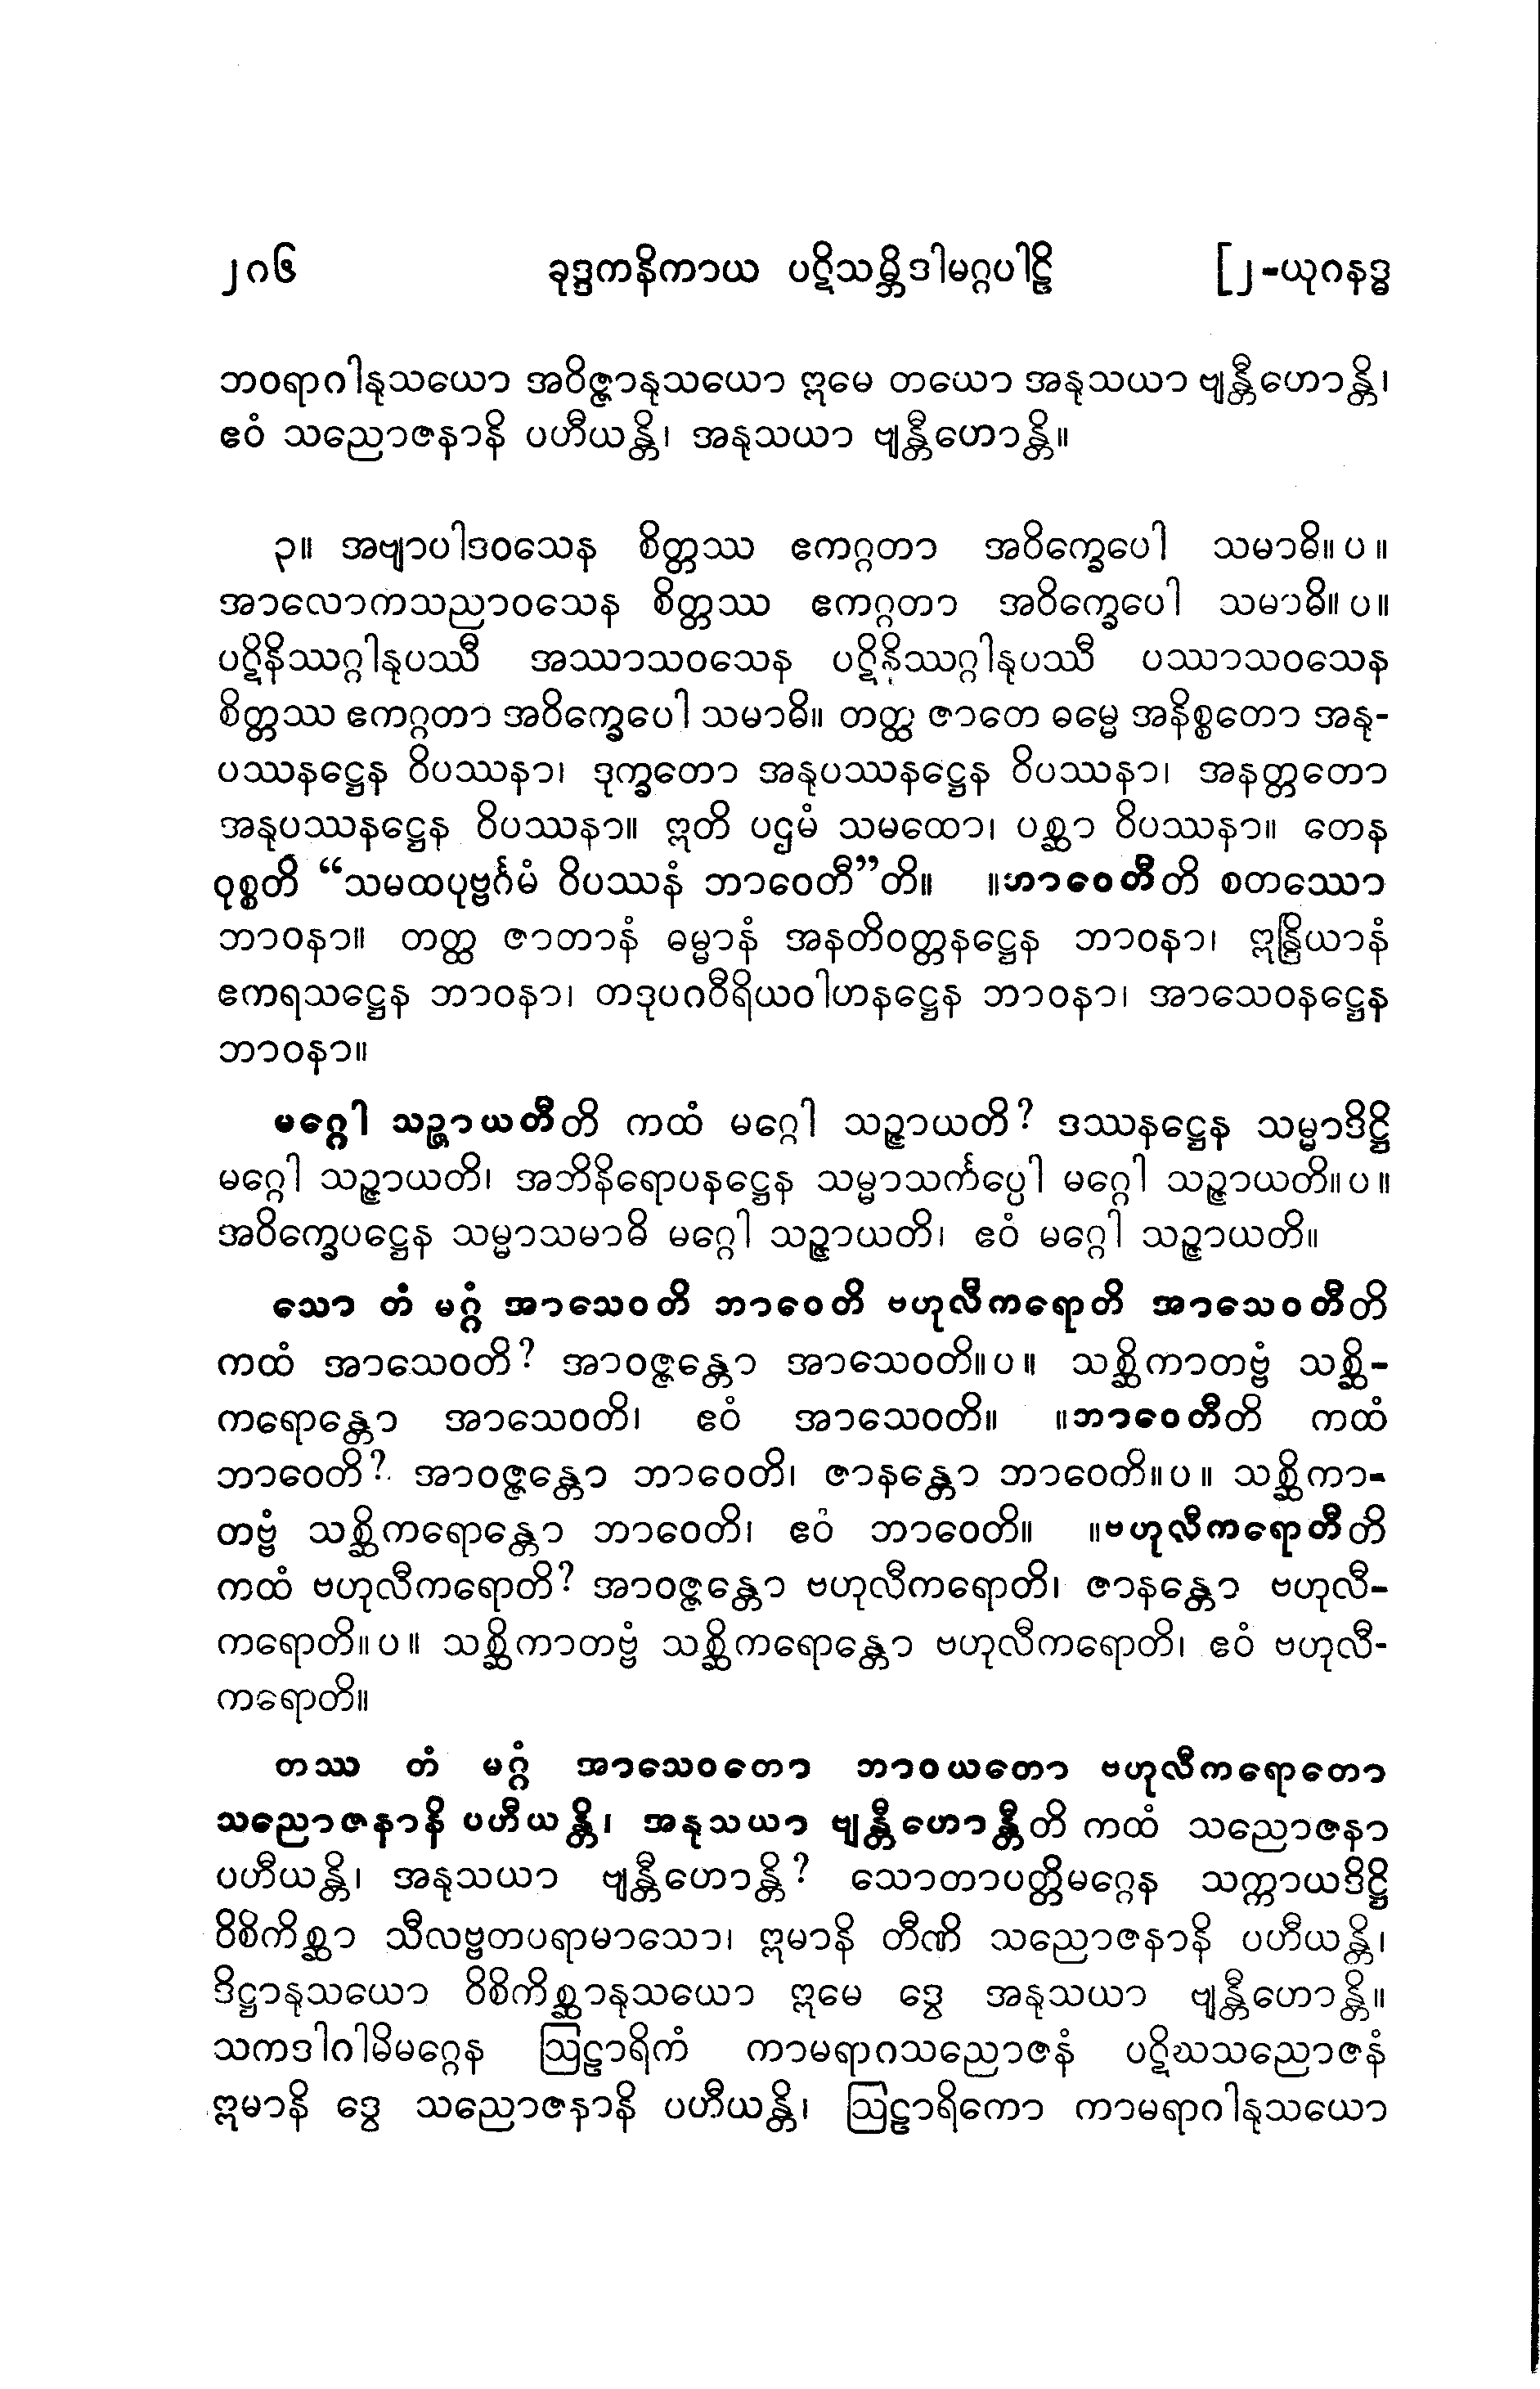 ၂၈၆ ခုဒ္ဒကနိကာယ ပဋိသမ္ဘိဒါမဂ္ဂပါဠိ [၂-ယုဂနဒ္ဓ
ဘဝရာဂါနုသယော အဝိဇ္ဇာနုသယော ဣမေ တယော အနုသယာ ဗျန္တီဟောန္တိ၊
ဧဝံ သညောဇနာနိ ပဟီယန္တိ၊ အနုသယာ ဗျန္တီဟောန္တိ။
၃။ အဗျာပါဒဝသေန စိတ္တဿ ဧကဂ္ဂတာ အဝိက္ခေပေါ သမာဓိ။ ပ ။
အာလောကသညာဝသေန စိတ္တဿ ဧကဂ္ဂတာ အဝိက္ခေပေါ သမာဓိ။ ပ။
ပဋိနိဿဂ္ဂါနုပဿီ အဿာသဝသေန ပဋိနိဿဂ္ဂါနုပဿီ ပဿာသဝသေန
စိတ္တဿ ဧကဂ္ဂတာ အဝိက္ခေပေါ သမာဓိ။ တတ္ထ ဇာတေ ဓမ္မေ အနိစ္စတော အနု-
ပဿနဋ္ဌေန ဝိပဿနာ၊ ဒုက္ခတော အနုပဿနဋ္ဌေန ဝိပဿနာ၊ အနတ္တတော
အနုပဿနဋ္ဌေန ဝိပဿနာ။ ဣတိ ပဌမံ သမထော၊ ပစ္ဆာ ဝိပဿနာ။ တေန
ဝုစ္စတိ “သမထပုဗ္ဗင်္ဂမံ ဝိပဿနံ ဘာဝေတီ”တိ။ ။ဘာဝေတီတိ စတဿော
ဘာဝနာ။ တတ္ထ ဇာတာနံ ဓမ္မာနံ အနတိဝတ္တနဋ္ဌေန ဘာဝနာ၊ ဣန္ဒြိယာနံ
ဧကရသဋ္ဌေန ဘာဝနာ၊ တဒုပဂဝီရိယဝါဟနဋ္ဌေန ဘာဝနာ၊ အာသေဝနဋ္ဌေန
ဘာဝနာ။
မဂ္ဂေါ သဉ္ဇာယတီတိ ကထံ မဂ္ဂေါ သဉ္ဇာယတိ? ဒဿနဋ္ဌေန သမ္မာဒိဋ္ဌိ
မဂ္ဂေါ သဉ္ဇာယတိ၊ အဘိနိရောပနဋ္ဌေန သမ္မာသင်္ကပ္ပေါ မဂ္ဂေါ သဉ္ဇာယတိ။ပ ။
အဝိက္ခေပဋ္ဌေန သမ္မာသမာဓိ မဂ္ဂေါ သဉ္ဇာယတိ၊ ဧဝံ မဂ္ဂေါ သဉ္ဇာယတိ။
သော တံ မဂ္ဂံ အာသေဝတိ ဘာဝေတိ ဗဟုလီကရောတိ အာသေဝတီတိ
ကထံ အာသေဝတိ? အာဝဇ္ဇန္တော အာသေဝတိ။ပ။ သစ္ဆိကာတဗ္ဗံ သစ္ဆိ-
ကရောန္တော အာသေဝတိ၊ ဧဝံ အာသေဝတိ။ ။ဘာဝေတီတိ ကထံ
ဘာဝေတိ? အာဝဇ္ဇန္တော ဘာဝေတိ၊ ဇာနန္တော ဘာဝေတိ။ပ။ သစ္ဆိကာ-
တဗ္ဗံ သစ္ဆိကရောန္တော ဘာဝေတိ၊ ဧဝံ ဘာဝေတိ။ ။ဗဟုလီကရောတီတိ
ကထံ ဗဟုလီကရောတိ? အာဝဇ္ဇန္တော ဗဟုလီကရောတိ၊ ဇာနန္တော ဗဟုလီ-
ကရောတိ။ပ။ သစ္ဆိကာတဗ္ဗံ သစ္ဆိကရောန္တော ဗဟုလီကရောတိ၊ ဧဝံ ဗဟုလီ-
ကရောတိ။
တဿ တံ မဂ္ဂံ အာသေဝတော ဘာဝယတော ဗဟုလီကရောတော
သညောဇနာနိ ပဟီယန္တိ၊ အနုသယာ ဗျန္တီဟောန္တီတိ ကထံ သညောဇနာ
ပဟီယန္တိ၊ အနုသယာ ဗျန္တီဟောန္တိ? သောတာပတ္တိမဂ္ဂေန သက္ကာယဒိဋ္ဌိ
ဝိစိကိစ္ဆာ သီလဗ္ဗတပရာမာသော၊ ဣမာနိ တီဏိ သညောဇနာနိ ပဟီယန္တိ၊
ဒိဋ္ဌာနုသယော ဝိစိကိစ္ဆာနုသယော ဣမေ ဒွေ အနုသယာ ဗျန္တီဟောန္တိ။
သကဒါဂါမိမဂ္ဂေန ဩဠာရိကံ ကာမရာဂသညောဇနံ ပဋိဃသညောဇနံ
ဣမာနိ ဒွေ သညောဇနာနိ ပဟီယန္တိ၊ ဩဠာရိကော ကာမရာဂါနုသယော